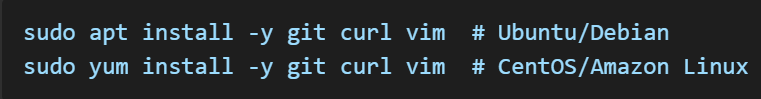 sudo apt install -y git curl vim  # Ubuntu/Debian
sudo yum install -y git curl vim  # CentOS/Amazon Linux